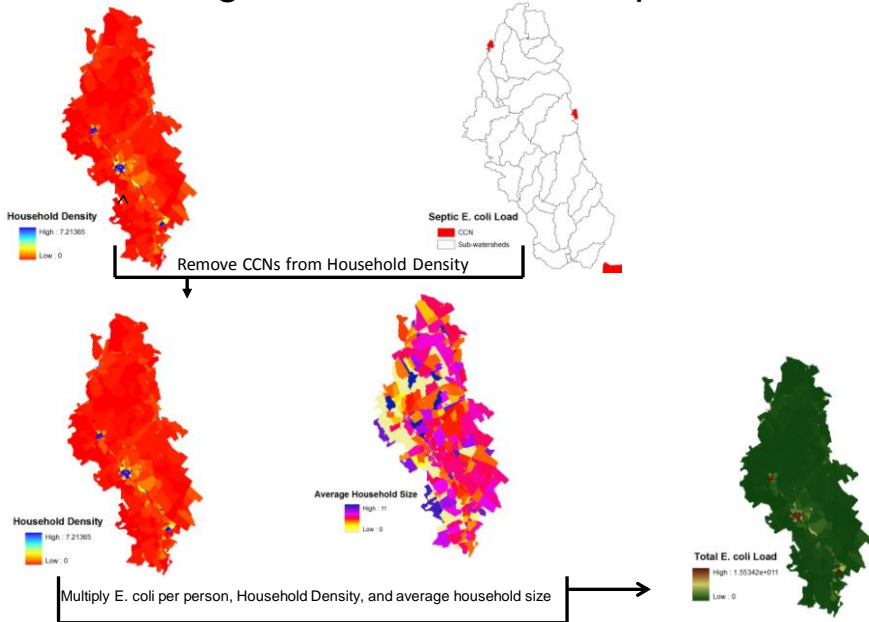 Household Density
High : 7.21365
Low : 0
Septic E. coli Load
CCN
Sub-watersheds
Remove CCNs from Household Density
Household Density
High : 7.21365
Low : 0
Average Household Size
High : 11
Low : 0
Total E. coli Load
High : 1.55342e+011
Low : 0
Multiply E. coli per person, Household Density, and average household size